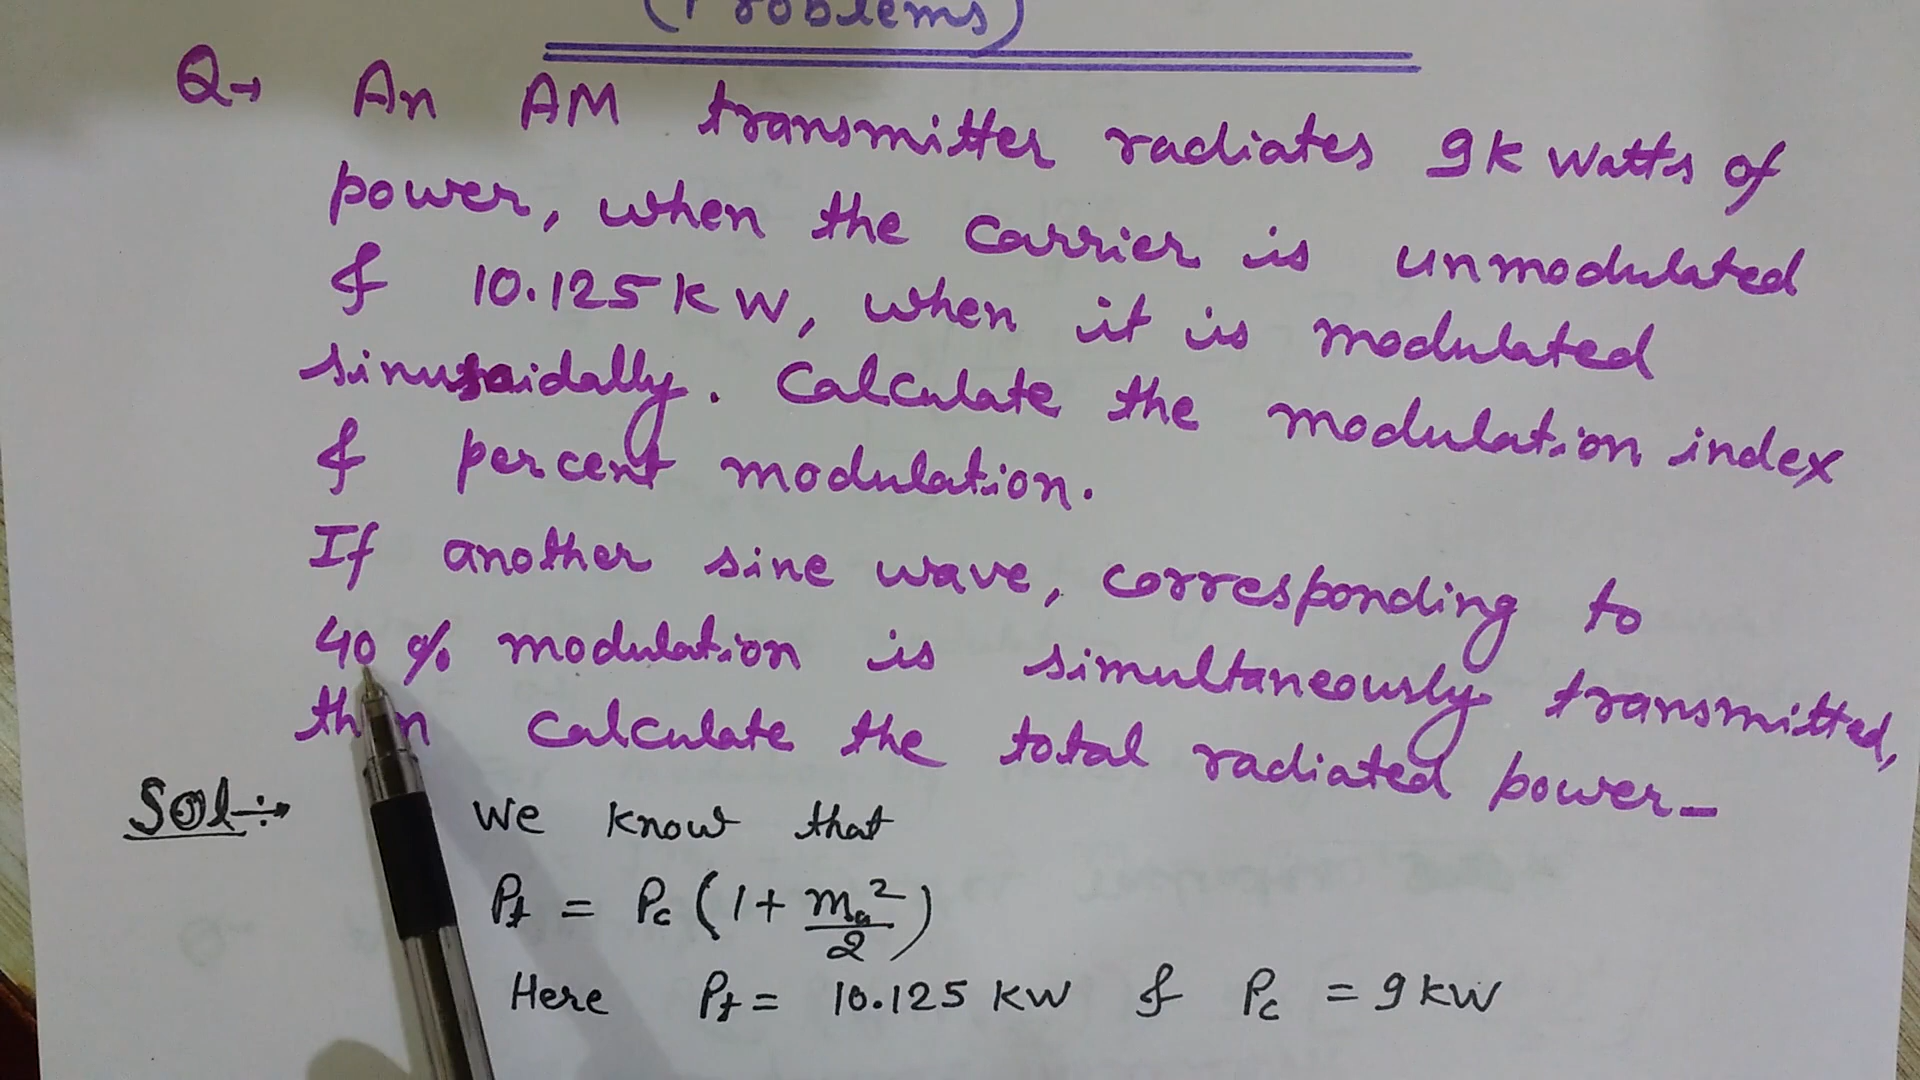 (Problems)
Q→ An AM transmitter radiates 9k watts of
power, when the carrier is unmodulated
& 10.125 KW, when it is modulated
sinusoidally. Calculate the modulation index
& percent modulation.
If another sine wave, corresponding to
40% modulation is simultaneously transmitted,
then calculate the total radiated power-
Sol÷→ We know that
Pt = Pc (1 + ma²/2)
Here Pt = 10.125 KW & Pc = 9 KW